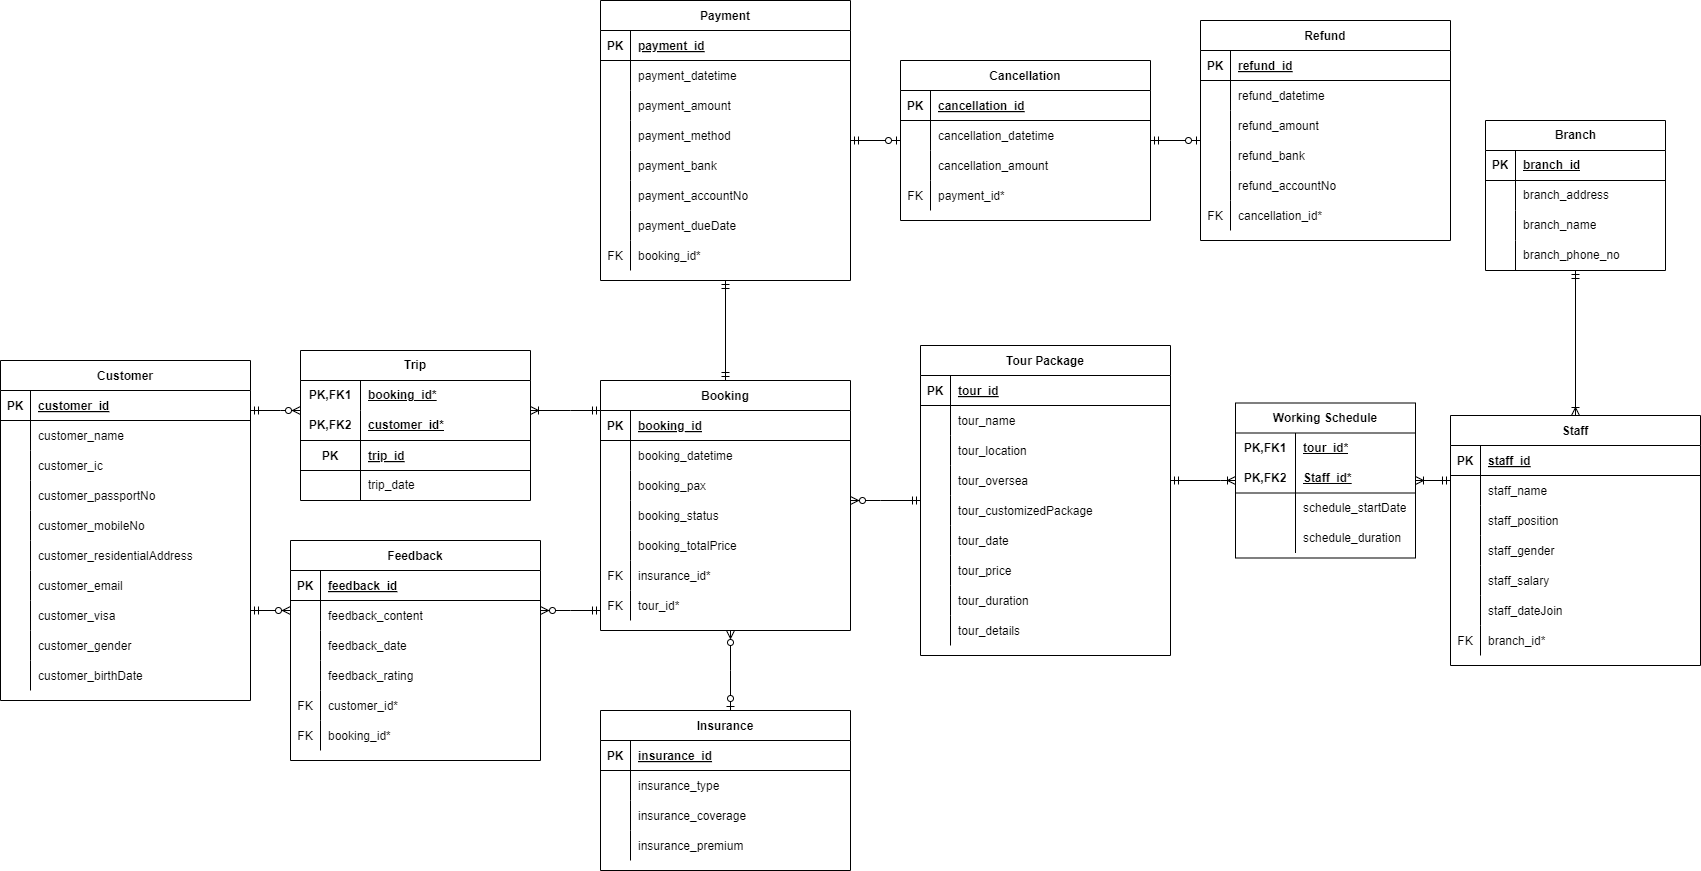 Payment
PK payment_id
payment_datetime
payment_amount
payment_method
payment_bank
payment_accountNo
payment_dueDate
FK booking_id*
Cancellation
PK cancellation_id
cancellation_datetime
cancellation_amount
FK payment_id*
Refund
PK refund_id
refund_datetime
refund_amount
refund_bank
refund_accountNo
FK cancellation_id*
Branch
PK branch_id
branch_address
branch_name
branch_phone_no
Customer
PK customer_id
customer_name
customer_ic
customer_passportNo
customer_mobileNo
customer_residentialAddress
customer_email
customer_visa
customer_gender
customer_birthDate
Trip
PK,FK1 booking_id*
PK,FK2 customer_id*
PK trip_id
trip_date
Feedback
PK feedback_id
feedback_content
feedback_date
feedback_rating
FK customer_id*
FK booking_id*
Booking
PK booking_id
booking_datetime
booking_pax
booking_status
booking_totalPrice
FK insurance_id*
FK tour_id*
Insurance
PK insurance_id
insurance_type
insurance_coverage
insurance_premium
Tour Package
PK tour_id
tour_name
tour_location
tour_oversea
tour_customizedPackage
tour_date
tour_price
tour_duration
tour_details
Working Schedule
PK,FK1 tour_id*
PK,FK2 Staff_id*
schedule_startDate
schedule_duration
Staff
PK staff_id
staff_name
staff_position
staff_gender
staff_salary
staff_dateJoin
FK branch_id*